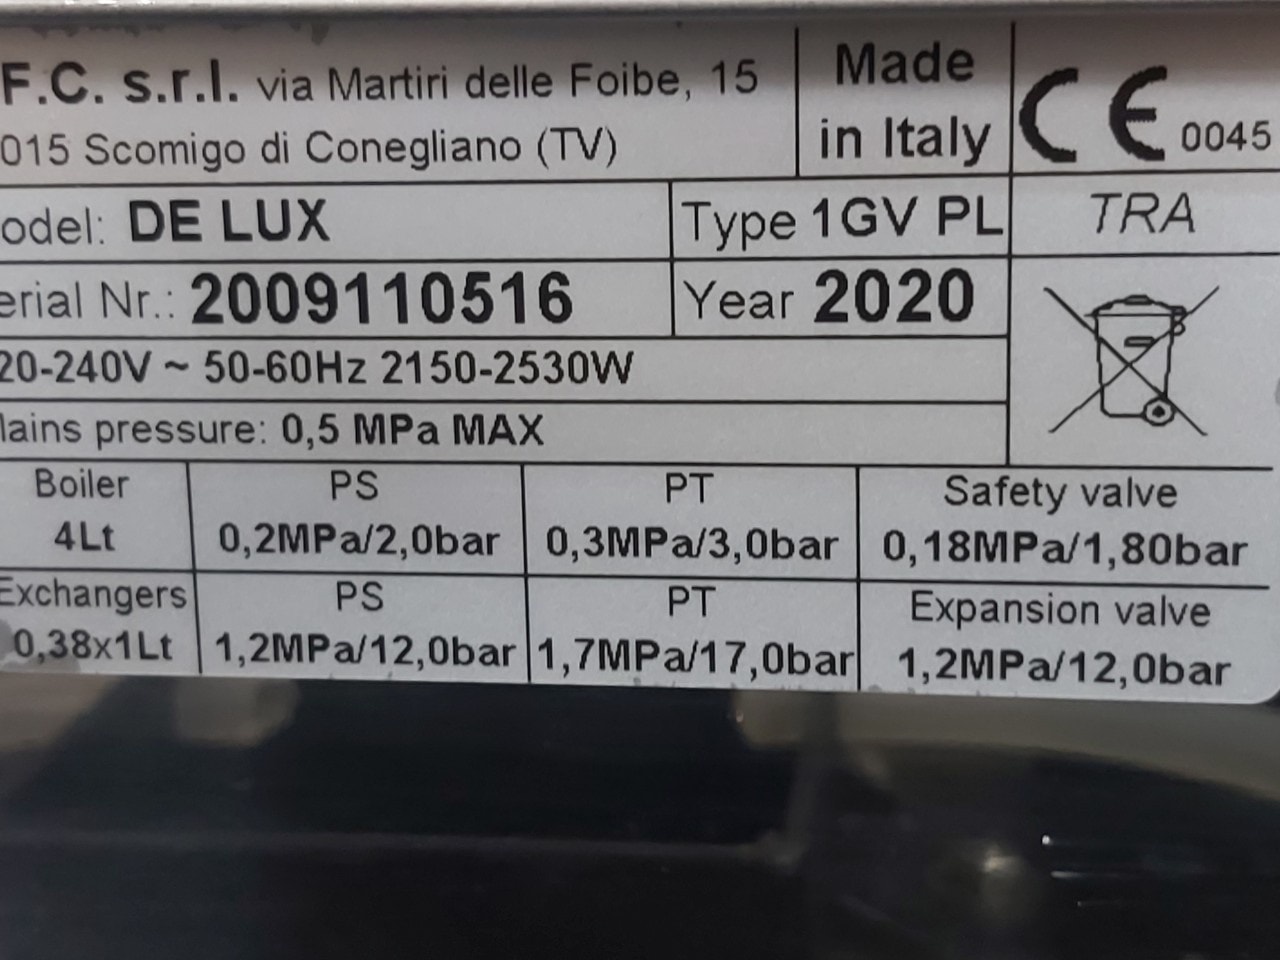 F.C. s.r.l. via Martiri delle Foibe, 15
015 Scomigo di Conegliano (TV)
Made
in Italy
CE 0045
odel: DE LUX
Type 1GV PL
TRA
erial Nr.: 2009110516
Year 2020
20-240V ~ 50-60Hz 2150-2530W
lains pressure: 0,5 MPa MAX
Boiler
4Lt
PS
0,2MPa/2,0bar
PT
0,3MPa/3,0bar
Safety valve
0,18MPa/1,80bar
Exchangers
0,38x1Lt
PS
1,2MPa/12,0bar
PT
1,7MPa/17,0bar
Expansion valve
1,2MPa/12,0bar